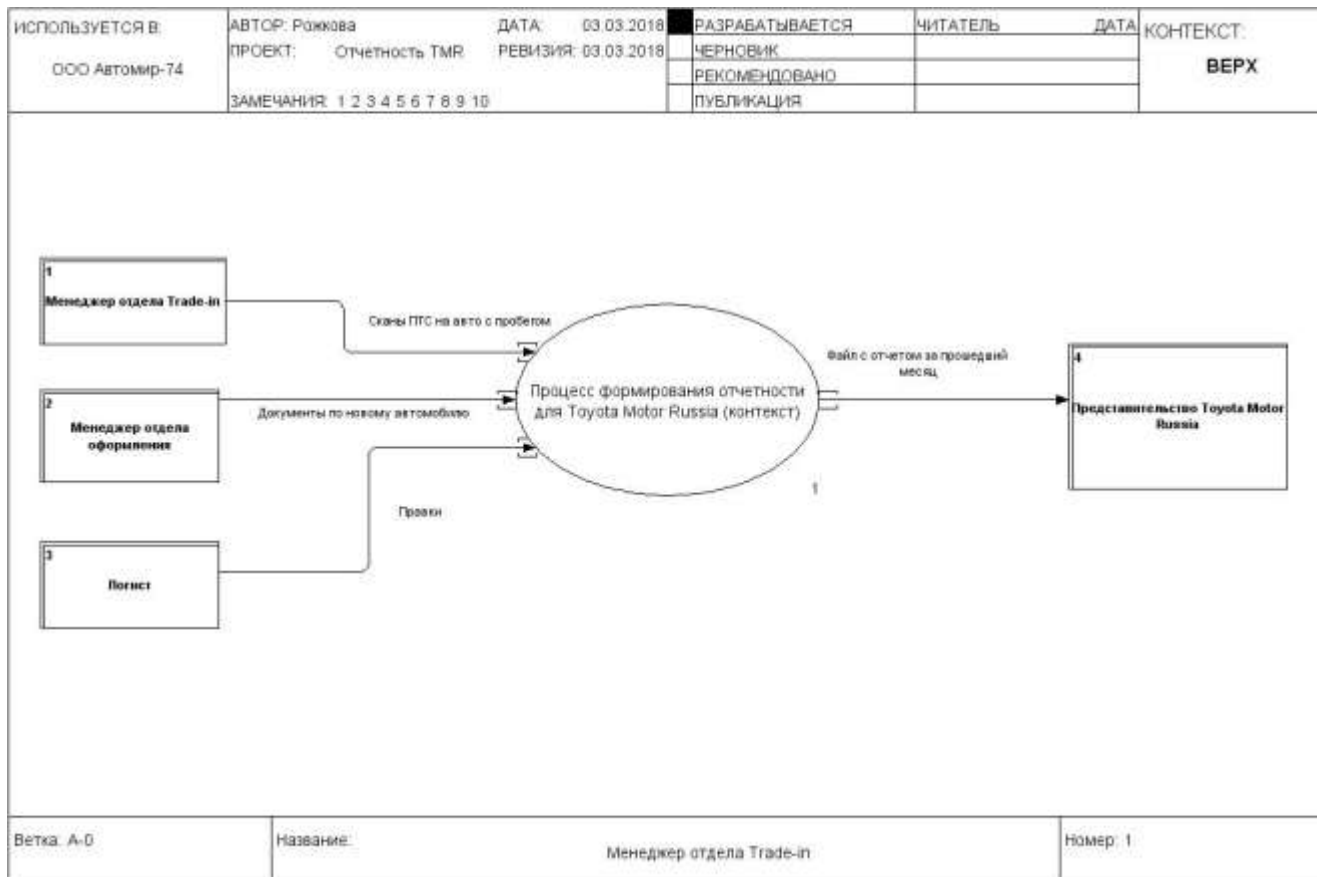 ИСПОЛЬЗУЕТСЯ В:
ООО Автомир-74
АВТОР: Рожкова
ДАТА: 03.03.2018
ПРОЕКТ: Отчетность TMR
РЕВИЗИЯ: 03.03.2018
ЗАМЕЧАНИЯ: 1 2 3 4 5 6 7 8 9 10
РАЗРАБАТЫВАЕТСЯ
ЧЕРНОВИК
РЕКОМЕНДОВАНО
ПУБЛИКАЦИЯ
ЧИТАТЕЛЬ ДАТА
КОНТЕКСТ:
ВЕРХ
1
Менеджер отдела Trade-in
Сканы ПТС на авто с пробегом
2
Менеджер отдела
оформления
Документы по новому автомобилю
3
Логист
Правки
Процесс формирования отчетности
для Toyota Motor Russia (контекст)
1
Файл с отчетом за прошедший
месяц
4
Представительство Toyota Motor
Russia
Ветка: A-0
Название:
Менеджер отдела Trade-in
Номер: 1